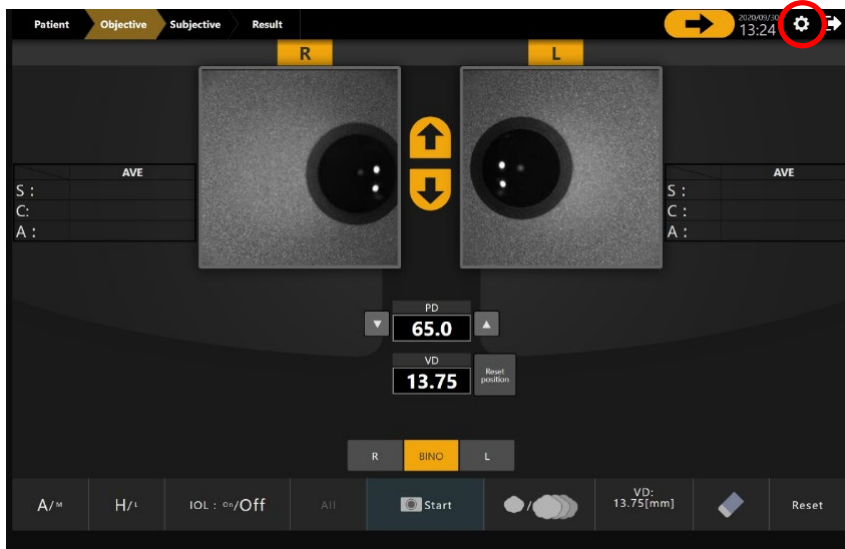 Patient Objective Subjective Result
2020/09/30
13:24
R L
AVE
S :
C:
A :
AVE
S :
C :
A :
PD
65.0
VD
13.75
Reset
position
R BINO L
A/M H/L IOL : On/Off All Start / VD:
13.75[mm] Reset